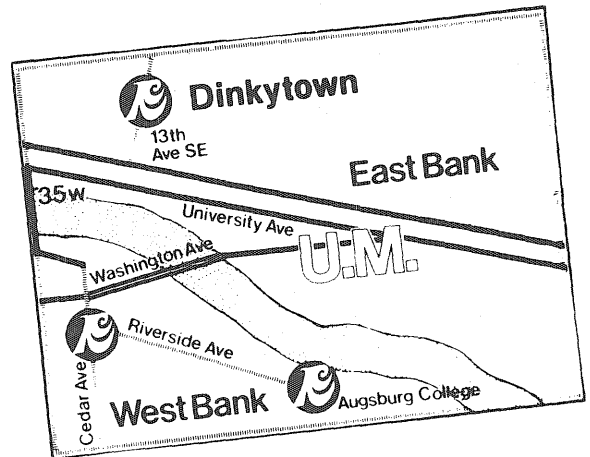 Dinkytown
13th
Ave SE
East Bank
35w
University Ave
Washington Ave
U.M.
Riverside Ave
Cedar Ave
West Bank
Augsburg College